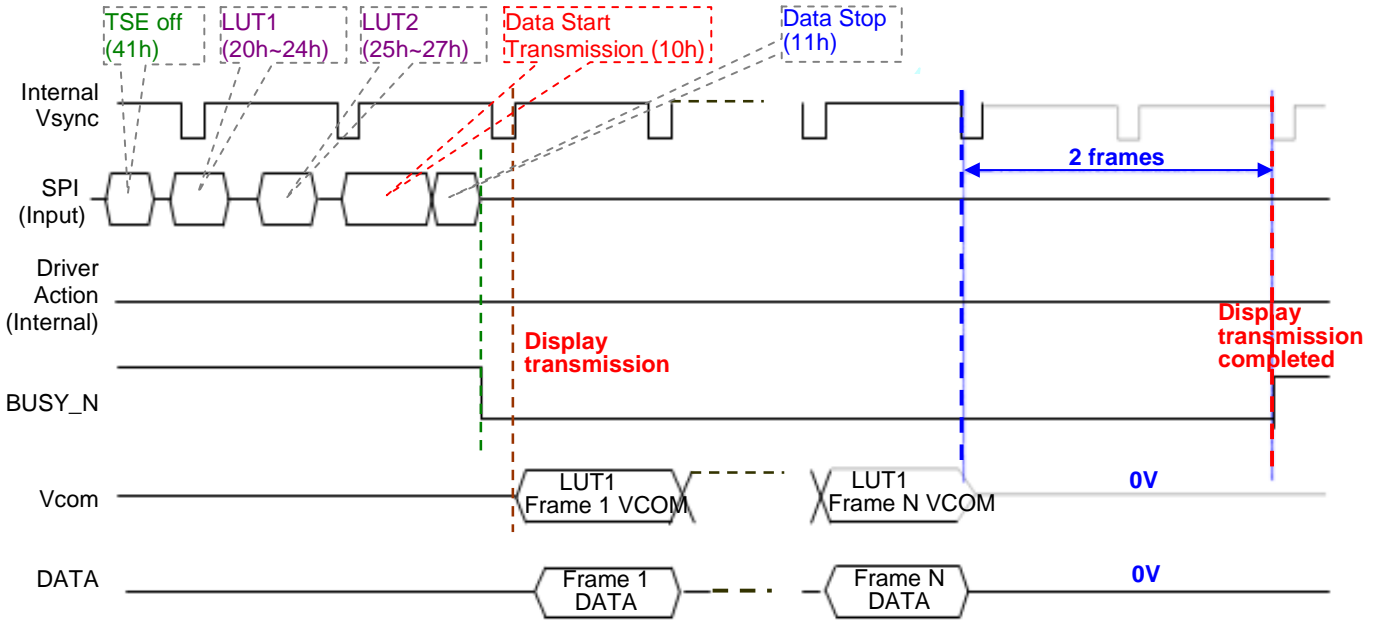 TSE off
(41h)
LUT1
(20h~24h)
LUT2
(25h~27h)
Data Start
Transmission (10h)
Data Stop
(11h)
Internal
Vsync
2 frames
SPI
(Input)
Driver
Action
(Internal)
Display
transmission
Display
transmission
completed
BUSY_N
Vcom
LUT1
Frame 1 VCOM
LUT1
Frame N VCOM
0V
DATA
Frame 1
DATA
Frame N
DATA
0V